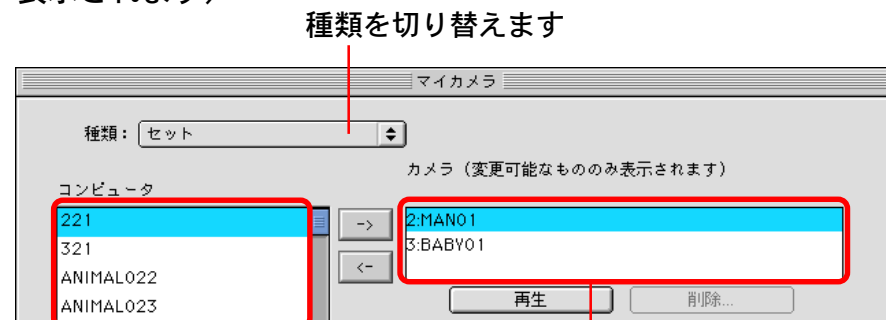 種類を切り替えます
マイカメラ
種類： セット
カメラ（変更可能なもののみ表示されます）
コンピュータ
221
321
ANIMAL022
ANIMAL023
->
<-
2:MAN01
3:BABY01
再生
削除...